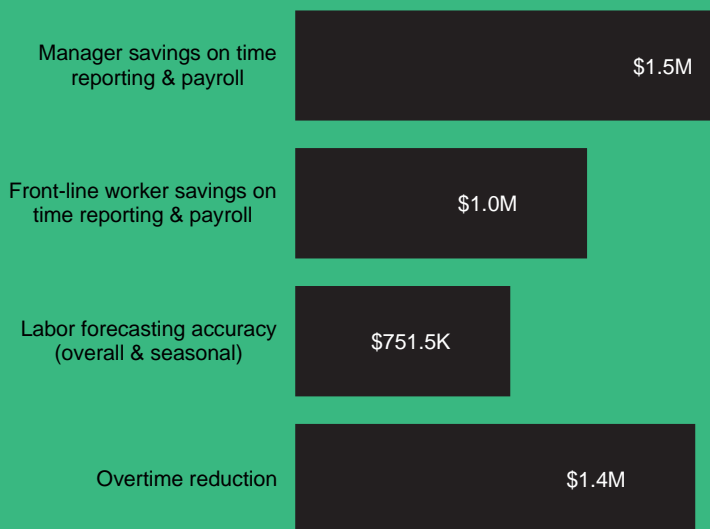 Manager savings on time
reporting & payroll
$1.5M
Front-line worker savings on
time reporting & payroll
$1.0M
Labor forecasting accuracy
(overall & seasonal)
$751.5K
Overtime reduction
$1.4M